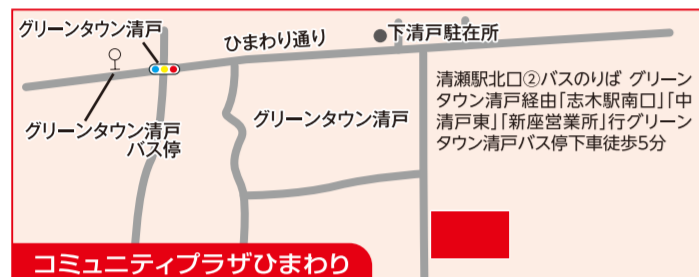 グリーンタウン清戸
ひまわり通り
下清戸駐在所
グリーンタウン清戸
バス停
グリーンタウン清戸
清瀬駅北口②バスのりば グリーン
タウン清戸経由「志木駅南口」「中
清戸東」「新座営業所」行グリーン
タウン清戸バス停下車徒歩5分
コミュニティプラザひまわり